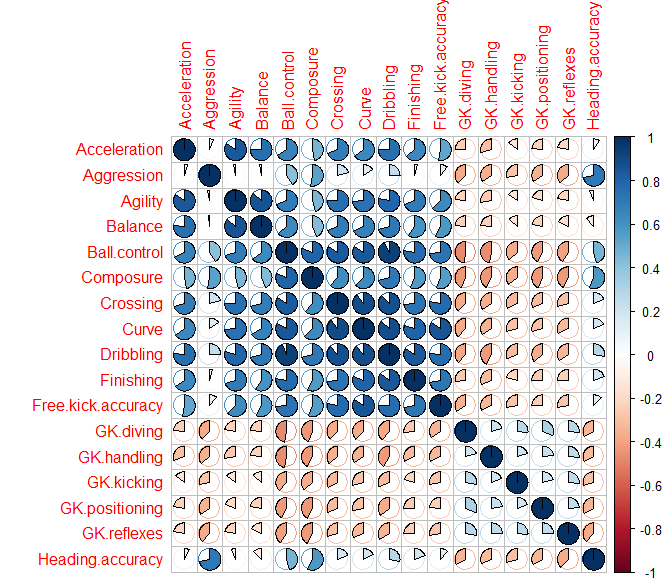 Acceleration
Aggression
Agility
Balance
Ball.control
Composure
Crossing
Curve
Dribbling
Finishing
Free.kick.accuracy
GK.diving
GK.handling
GK.kicking
GK.positioning
GK.reflexes
Heading.accuracy
Acceleration
Aggression
Agility
Balance
Ball.control
Composure
Crossing
Curve
Dribbling
Finishing
Free.kick.accuracy
GK.diving
GK.handling
GK.kicking
GK.positioning
GK.reflexes
Heading.accuracy
1
0.8
0.6
0.4
0.2
0
-0.2
-0.4
-0.6
-0.8
-1